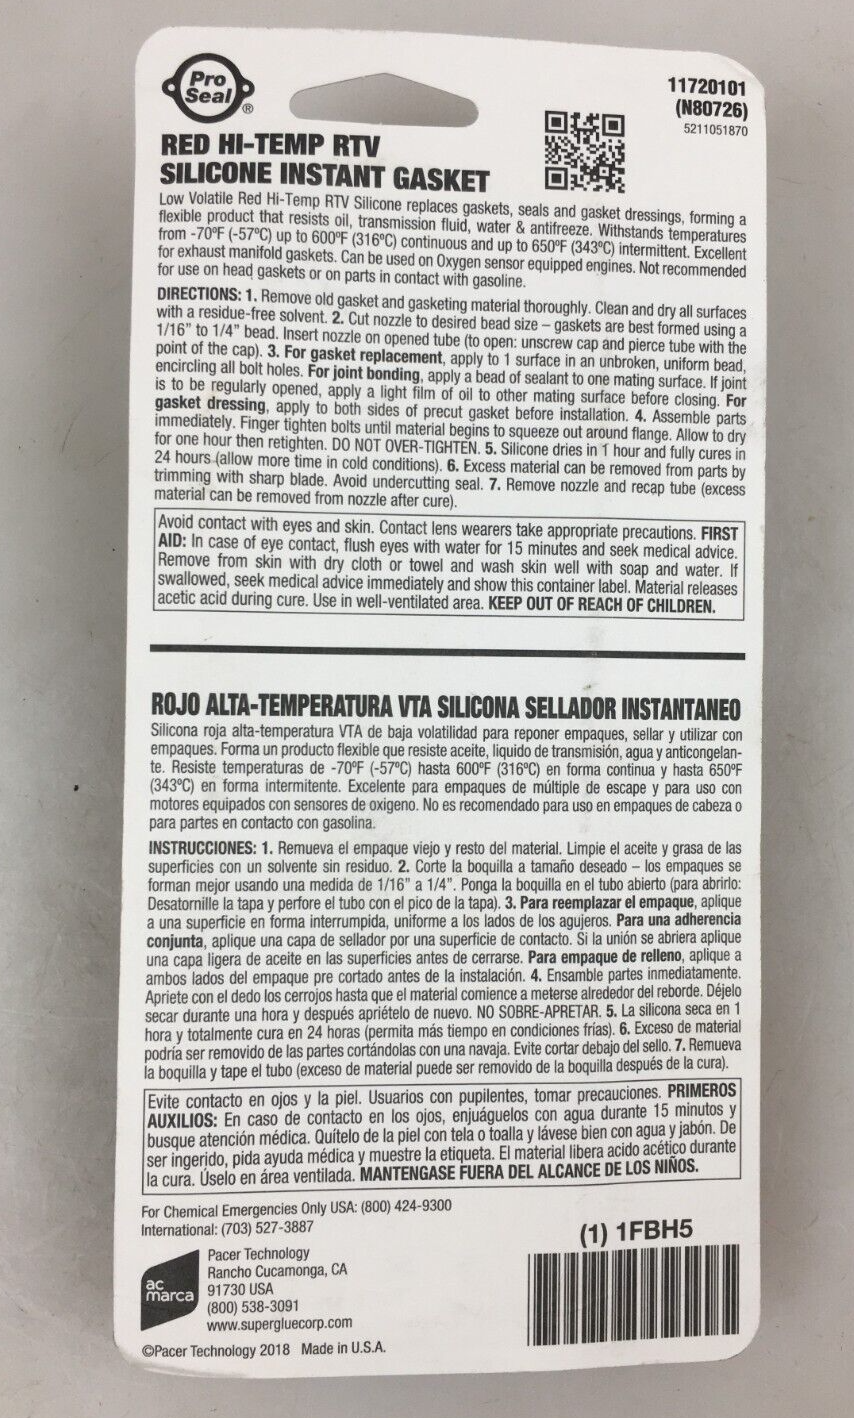 Pro
Seal®
11720101
(N80726)
5211051870
RED HI-TEMP RTV
SILICONE INSTANT GASKET
Low Volatile Red Hi-Temp RTV Silicone replaces gaskets, seals and gasket dressings, forming a
flexible product that resists oil, transmission fluid, water & antifreeze. Withstands temperatures
from -70ºF (-57ºC) up to 600ºF (316ºC) continuous and up to 650ºF (343ºC) intermittent. Excellent
for exhaust manifold gaskets. Can be used on Oxygen sensor equipped engines. Not recommended
for use on head gaskets or on parts in contact with gasoline.
DIRECTIONS: 1. Remove old gasket and gasketing material thoroughly. Clean and dry all surfaces
with a residue-free solvent. 2. Cut nozzle to desired bead size – gaskets are best formed using a
1/16” to 1/4” bead. Insert nozzle on opened tube (to open: unscrew cap and pierce tube with the
point of the cap). 3. For gasket replacement, apply to 1 surface in an unbroken, uniform bead,
encircling all bolt holes. For joint bonding, apply a bead of sealant to one mating surface. If joint
is to be regularly opened, apply a light film of oil to other mating surface before closing. For
gasket dressing, apply to both sides of precut gasket before installation. 4. Assemble parts
immediately. Finger tighten bolts until material begins to squeeze out around flange. Allow to dry
for one hour then retighten. DO NOT OVER-TIGHTEN. 5. Silicone dries in 1 hour and fully cures in
24 hours (allow more time in cold conditions). 6. Excess material can be removed from parts by
trimming with sharp blade. Avoid undercutting seal. 7. Remove nozzle and recap tube (excess
material can be removed from nozzle after cure).
Avoid contact with eyes and skin. Contact lens wearers take appropriate precautions. FIRST
AID: In case of eye contact, flush eyes with water for 15 minutes and seek medical advice.
Remove from skin with dry cloth or towel and wash skin well with soap and water. If
swallowed, seek medical advice immediately and show this container label. Material releases
acetic acid during cure. Use in well-ventilated area. KEEP OUT OF REACH OF CHILDREN.
ROJO ALTA-TEMPERATURA VTA SILICONA SELLADOR INSTANTANEO
Silicona roja alta-temperatura VTA de baja volatilidad para reponer empaques, sellar y utilizar con
empaques. Forma un producto flexible que resiste aceite, liquido de transmisión, agua y anticongelan-
te. Resiste temperaturas de -70ºF (-57ºC) hasta 600ºF (316ºC) en forma continua y hasta 650ºF
(343ºC) en forma intermitente. Excelente para empaques de múltiple de escape y para uso con
motores equipados con sensores de oxigeno. No es recomendado para uso en empaques de cabeza o
para partes en contacto con gasolina.
INSTRUCCIONES: 1. Remueva el empaque viejo y resto del material. Limpie el aceite y grasa de las
superficies con un solvente sin residuo. 2. Corte la boquilla a tamaño deseado – los empaques se
forman mejor usando una medida de 1/16” a 1/4”. Ponga la boquilla en el tubo abierto (para abrirlo:
Desatornille la tapa y perfore el tubo con el pico de la tapa). 3. Para reemplazar el empaque, aplique
a una superficie en forma interrumpida, uniforme a los lados de los agujeros. Para una adherencia
conjunta, aplique una capa de sellador por una superficie de contacto. Si la unión se abriera aplique
una capa ligera de aceite en las superficies antes de cerrarse. Para empaque de relleno, aplique a
ambos lados del empaque pre cortado antes de la instalación. 4. Ensamble partes inmediatamente.
Apriete con el dedo los cerrojos hasta que el material comience a meterse alrededor del reborde. Déjelo
secar durante una hora y después apriételo de nuevo. NO SOBRE-APRETAR. 5. La silicona seca en 1
hora y totalmente cura en 24 horas (permita más tiempo en condiciones frías). 6. Exceso de material
podría ser removido de las partes cortándolas con una navaja. Evite cortar debajo del sello. 7. Remueva
la boquilla y tape el tubo (exceso de material puede ser removido de la boquilla después de la cura).
Evite contacto en ojos y la piel. Usuarios con pupilentes, tomar precauciones. PRIMEROS
AUXILIOS: En caso de contacto en los ojos, enjuáguelos con agua durante 15 minutos y
busque atención médica. Quítelo de la piel con tela o toalla y lávese bien con agua y jabón. De
ser ingerido, pida ayuda médica y muestre la etiqueta. El material libera acido acético durante
la cura. Úselo en área ventilada. MANTENGASE FUERA DEL ALCANCE DE LOS NIÑOS.
For Chemical Emergencies Only USA: (800) 424-9300
International: (703) 527-3887
(1) 1FBH5
ac
marca
Pacer Technology
Rancho Cucamonga, CA
91730 USA
(800) 538-3091
www.supergluecorp.com
©Pacer Technology 2018 Made in U.S.A.